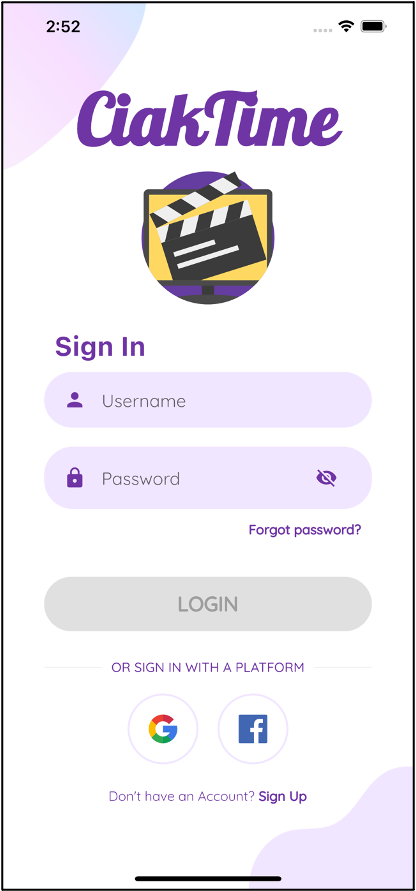 2:52
CiakTime
Sign In
Username
Password
Forgot password?
LOGIN
OR SIGN IN WITH A PLATFORM
Don't have an Account? Sign Up